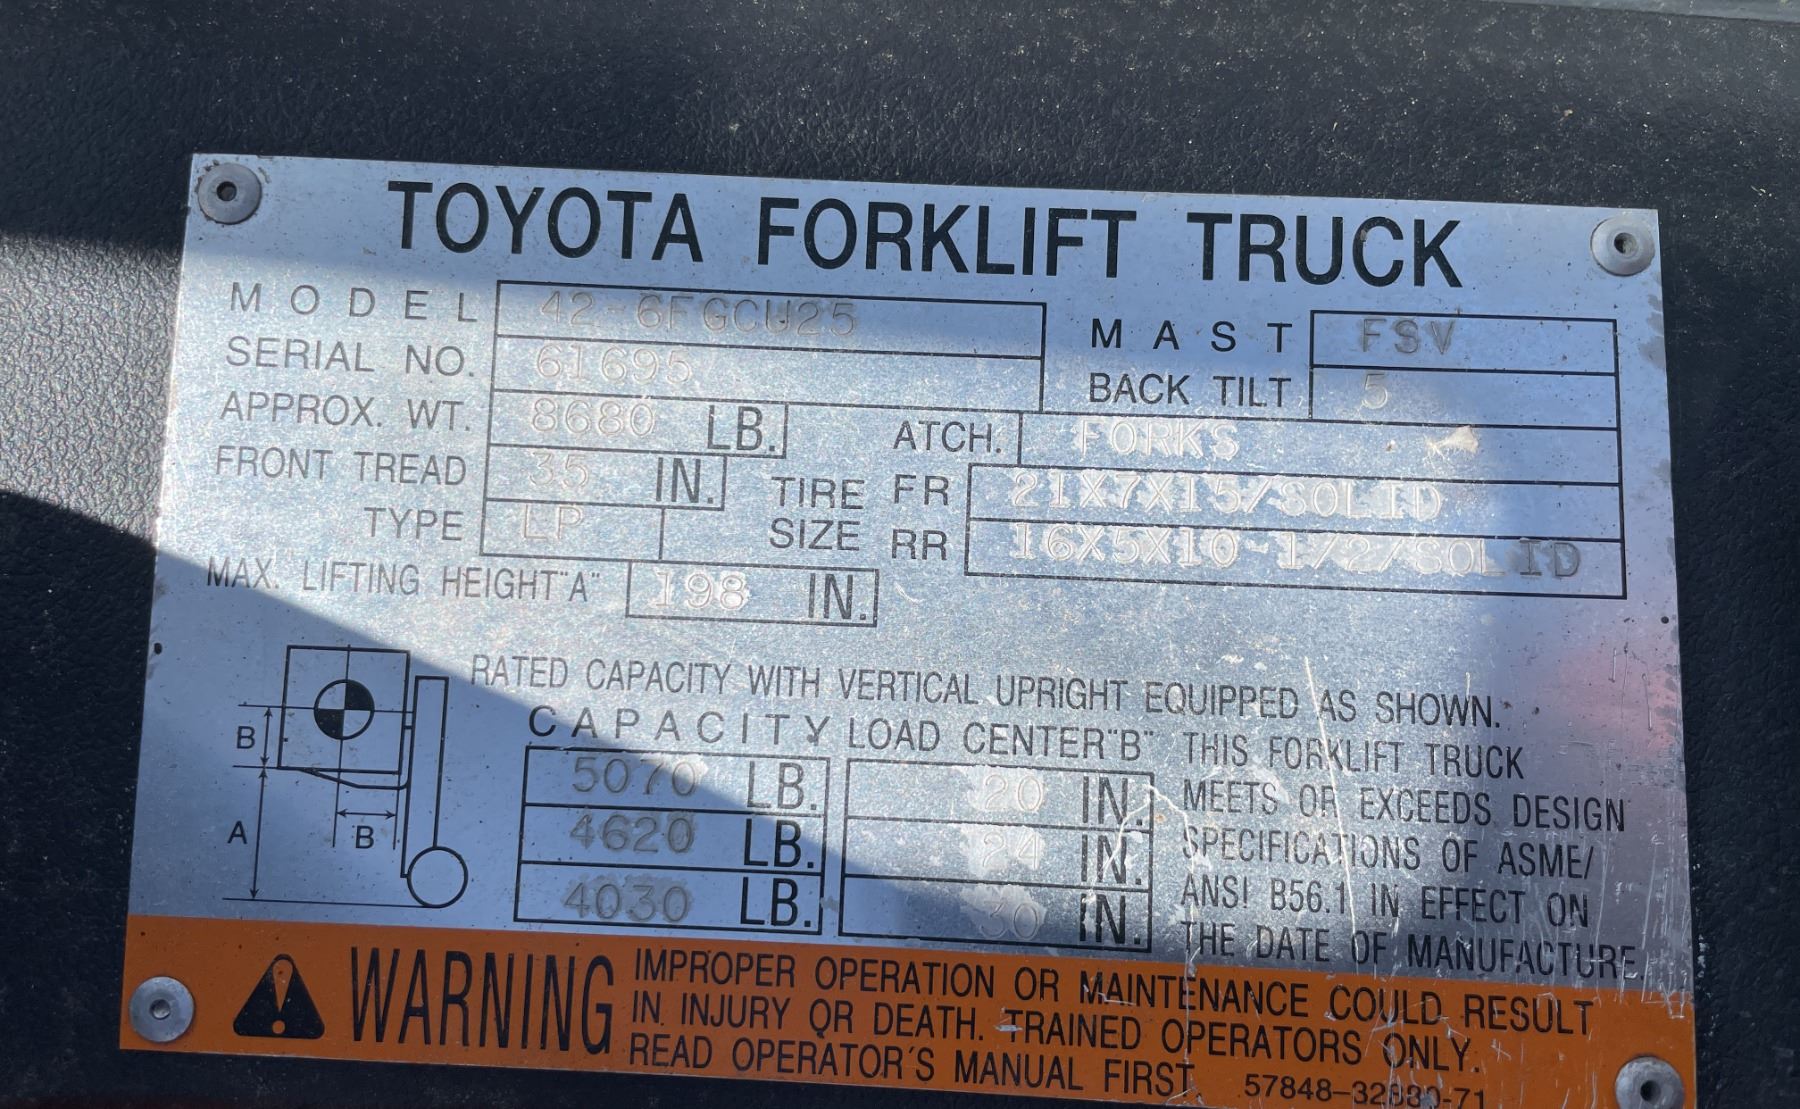 TOYOTA FORKLIFT TRUCK
MODEL 42-6FGCU25 MAST FSV
SERIAL NO. 61695 BACK TILT 5
APPROX. WT. 8680 LB. ATCH. FORKS
FRONT TREAD 35 IN. TIRE SIZE FR 21X7X15/SOLID
TYPE LP RR 16X5X10-1/2/SOLID
MAX. LIFTING HEIGHT"A" 198 IN.
RATED CAPACITY WITH VERTICAL UPRIGHT EQUIPPED AS SHOWN.
CAPACITY LOAD CENTER"B"
5070 LB. 20 IN.
4620 LB. 24 IN.
4030 LB. 30 IN.
THIS FORKLIFT TRUCK
MEETS OR EXCEEDS DESIGN
SPECIFICATIONS OF ASME/
ANSI B56.1 IN EFFECT ON
THE DATE OF MANUFACTURE.
B
A
B
WARNING
IMPROPER OPERATION OR MAINTENANCE COULD RESULT
IN INJURY OR DEATH. TRAINED OPERATORS ONLY.
READ OPERATOR'S MANUAL FIRST.